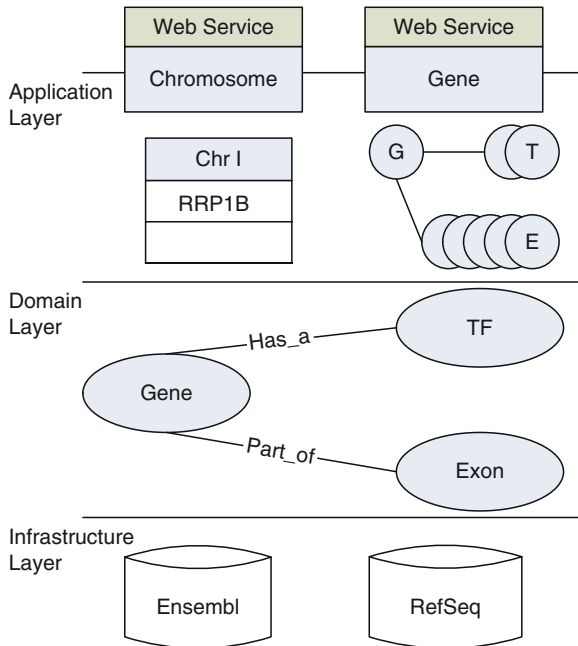 Web Service
Web Service
Chromosome
Gene
Application
Layer
Chr I
RRP1B
G
T
E
Domain
Layer
Has_a
TF
Gene
Part_of
Exon
Infrastructure
Layer
Ensembl
RefSeq